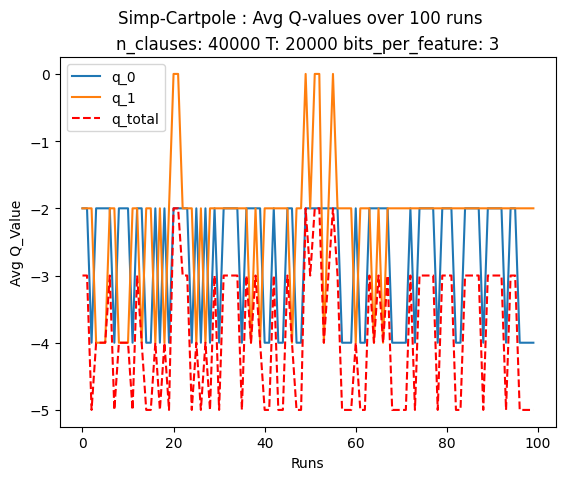 Simp-Cartpole : Avg Q-values over 100 runs
n_clauses: 40000 T: 20000 bits_per_feature: 3
q_0
q_1
q_total
Avg Q_Value
0
−1
−2
−3
−4
−5
0
20
40
60
80
100
Runs